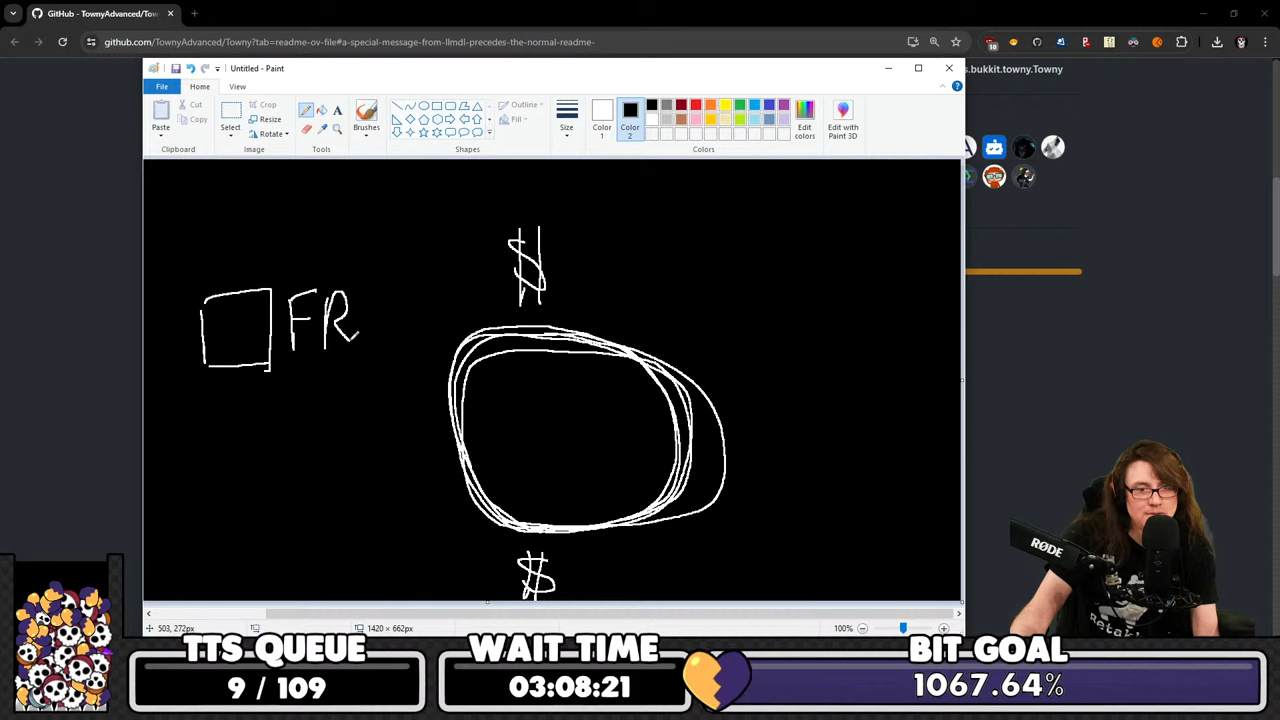 GitHub - TownyAdvanced/Tow
github.com/TownyAdvanced/Towny?tab=readme-ov-file#a-special-message-from-llmdl-precedes-the-normal-readme-
10
s.bukkit.towny.Towny
Untitled - Paint
File
Home
View
Paste
Cut
Copy
Clipboard
Select
Crop
Resize
Rotate
Image
A
Tools
Brushes
Outline
Fill
Shapes
Size
Color 1
Color 2
Edit colors
Colors
Edit with Paint 3D
$
FR
$
503, 272px
1420 × 662px
100%
RØDE
TTS QUEUE
9 / 109
WAIT TIME
03:08:21
BIT GOAL
1067.64%